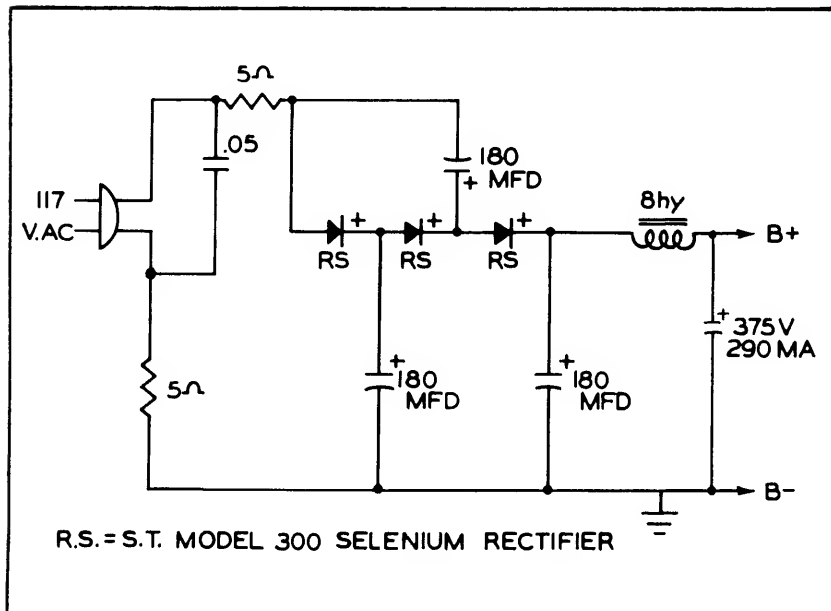 5Ω
.05
180
MFD
117
V.AC
+
8hy
+
+
+
B+
RS
RS
RS
+
375V
290 MA
+
180
MFD
+
180
MFD
5Ω
B-
R.S. = S.T. MODEL 300 SELENIUM RECTIFIER